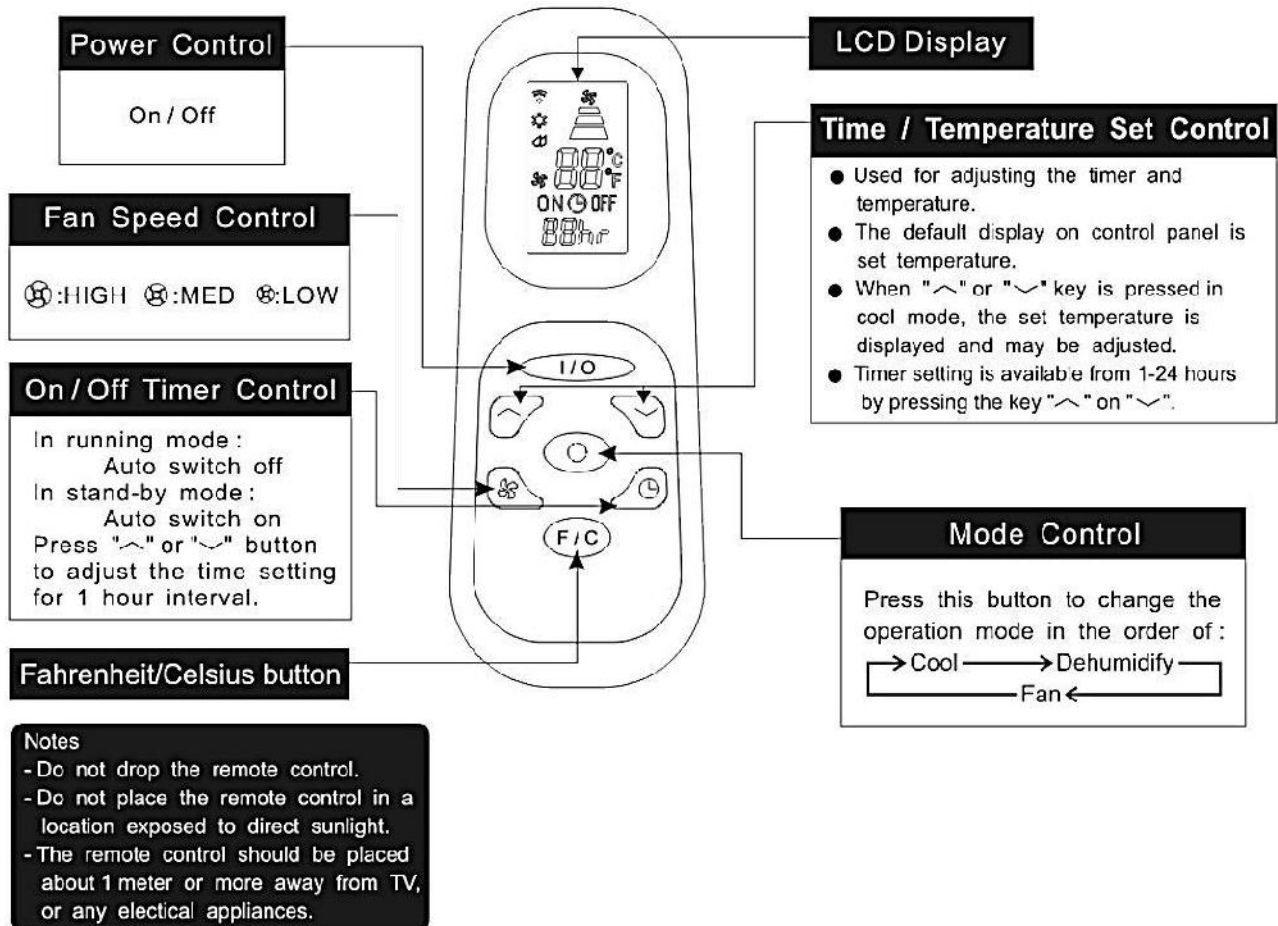 Power Control
On / Off
Fan Speed Control
:HIGH :MED :LOW
On / Off Timer Control
In running mode :
Auto switch off
In stand-by mode :
Auto switch on
Press "︿" or "﹀" button
to adjust the time setting
for 1 hour interval.
Fahrenheit/Celsius button
Notes
- Do not drop the remote control.
- Do not place the remote control in a
location exposed to direct sunlight.
- The remote control should be placed
about 1 meter or more away from TV,
or any electical appliances.
88°C
°F
ON OFF
88hr
I / O
F / C
LCD Display
Time / Temperature Set Control
● Used for adjusting the timer and
temperature.
● The default display on control panel is
set temperature.
● When "︿" or "﹀" key is pressed in
cool mode, the set temperature is
displayed and may be adjusted.
● Timer setting is available from 1-24 hours
by pressing the key "︿" on "﹀".
Mode Control
Press this button to change the
operation mode in the order of :
Cool Dehumidify
Fan